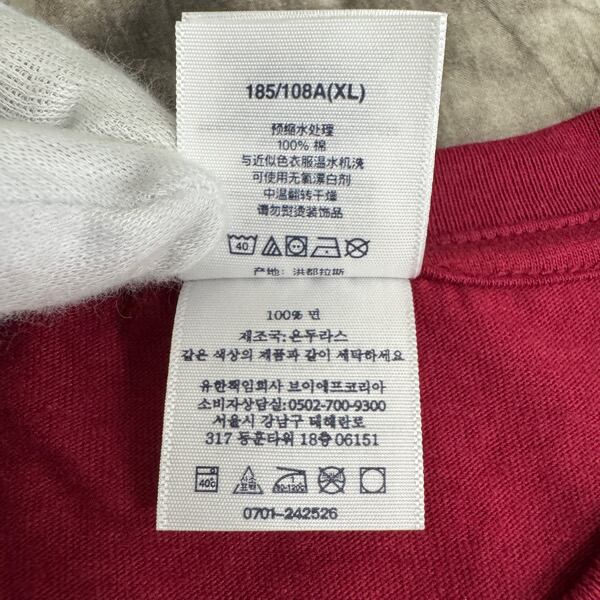 185/108A(XL)
预缩水处理
100% 棉
与近似色衣服温水机洗
可使用无氧漂白剂
中温翻转干燥
请勿熨烫装饰品
40
产地: 洪都拉斯
100% 면
제조국:온두라스
같은 색상의 제품과 같이 세탁하세요
유한책임회사 브이에프코리아
소비자상담실:0502-700-9300
서울시 강남구 테헤란로
317 동훈타워 18층 06151
40℃
0701-242526